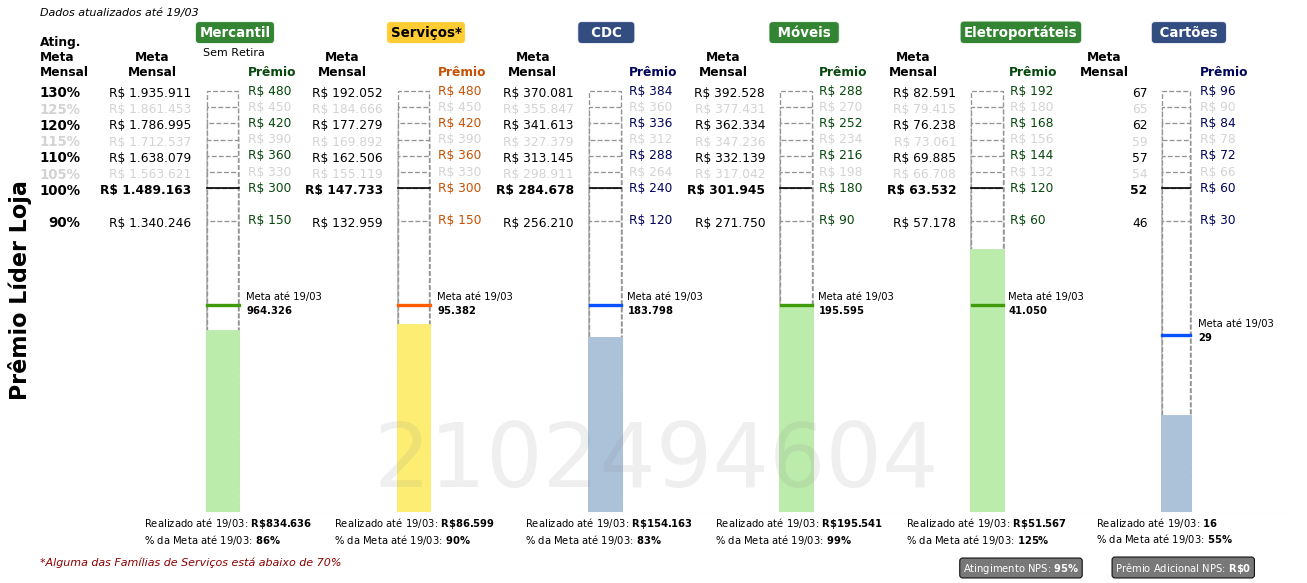 Dados atualizados até 19/03
Mercantil Serviços* CDC Móveis Eletroportáteis Cartões
Sem Retira
Ating. Meta Mensal
Meta Mensal Prêmio Meta Mensal Prêmio Meta Mensal Prêmio Meta Mensal Prêmio Meta Mensal Prêmio Meta Mensal Prêmio
130% R$ 1.935.911 R$ 480 R$ 192.052 R$ 480 R$ 370.081 R$ 384 R$ 392.528 R$ 288 R$ 82.591 R$ 192 67 R$ 96
125% R$ 1.861.453 R$ 450 R$ 184.666 R$ 450 R$ 355.847 R$ 360 R$ 377.431 R$ 270 R$ 79.415 R$ 180 65 R$ 90
120% R$ 1.786.995 R$ 420 R$ 177.279 R$ 420 R$ 341.613 R$ 336 R$ 362.334 R$ 252 R$ 76.238 R$ 168 62 R$ 84
115% R$ 1.712.537 R$ 390 R$ 169.892 R$ 390 R$ 327.379 R$ 312 R$ 347.236 R$ 234 R$ 73.061 R$ 156 59 R$ 78
110% R$ 1.638.079 R$ 360 R$ 162.506 R$ 360 R$ 313.145 R$ 288 R$ 332.139 R$ 216 R$ 69.885 R$ 144 57 R$ 72
105% R$ 1.563.621 R$ 330 R$ 155.119 R$ 330 R$ 298.911 R$ 264 R$ 317.042 R$ 198 R$ 66.708 R$ 132 54 R$ 66
100% R$ 1.489.163 R$ 300 R$ 147.733 R$ 300 R$ 284.678 R$ 240 R$ 301.945 R$ 180 R$ 63.532 R$ 120 52 R$ 60
90% R$ 1.340.246 R$ 150 R$ 132.959 R$ 150 R$ 256.210 R$ 120 R$ 271.750 R$ 90 R$ 57.178 R$ 60 46 R$ 30
Prêmio Líder Loja
Meta até 19/03 Meta até 19/03 Meta até 19/03 Meta até 19/03 Meta até 19/03
964.326 95.382 183.798 195.595 41.050
Meta até 19/03
29
2102494604
Realizado até 19/03: R$834.636 Realizado até 19/03: R$86.599 Realizado até 19/03: R$154.163 Realizado até 19/03: R$195.541 Realizado até 19/03: R$51.567 Realizado até 19/03: 16
% da Meta até 19/03: 86% % da Meta até 19/03: 90% % da Meta até 19/03: 83% % da Meta até 19/03: 99% % da Meta até 19/03: 125% % da Meta até 19/03: 55%
*Alguma das Famílias de Serviços está abaixo de 70%
Atingimento NPS: 95% Prêmio Adicional NPS: R$0